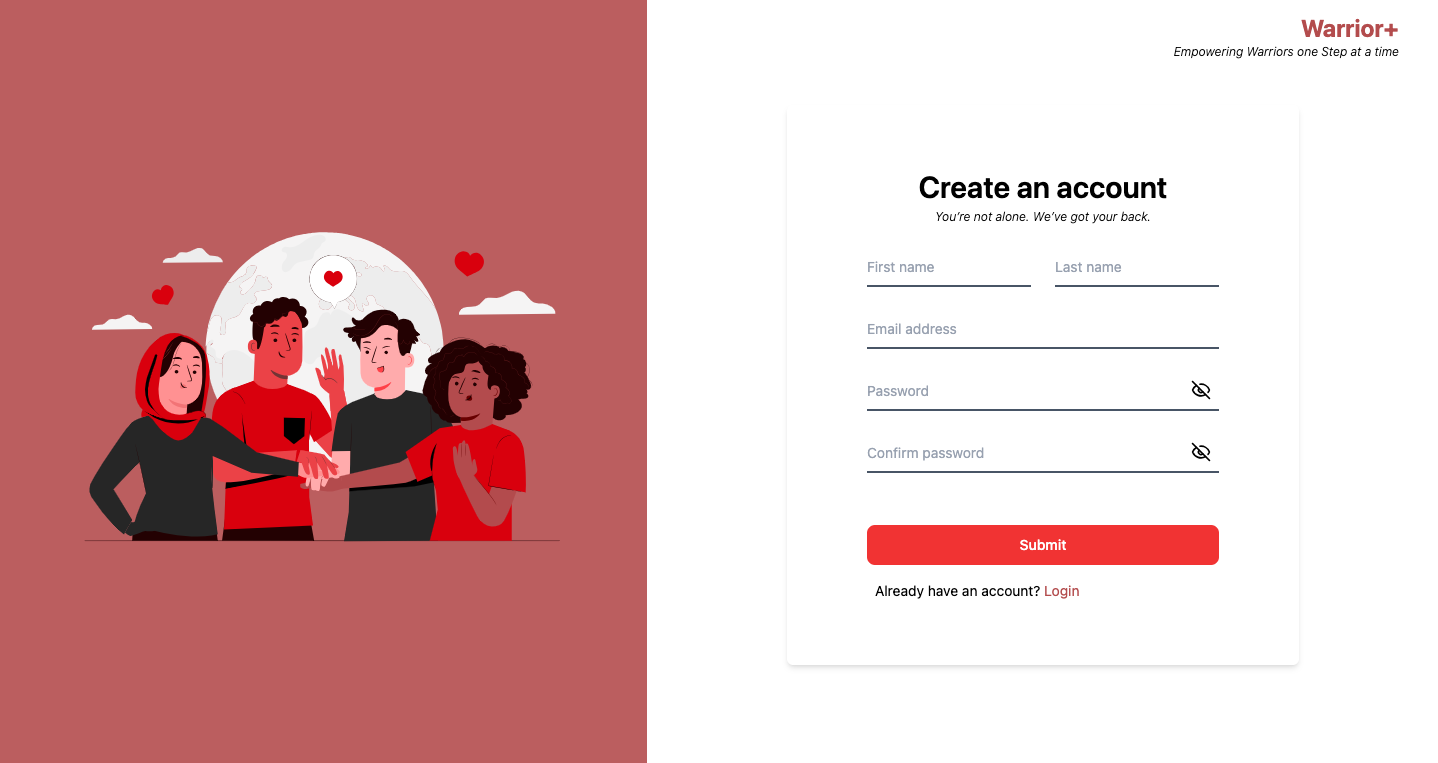 Warrior+
Empowering Warriors one Step at a time
Create an account
You’re not alone. We’ve got your back.
First name Last name
Email address
Password
Confirm password
Submit
Already have an account? Login